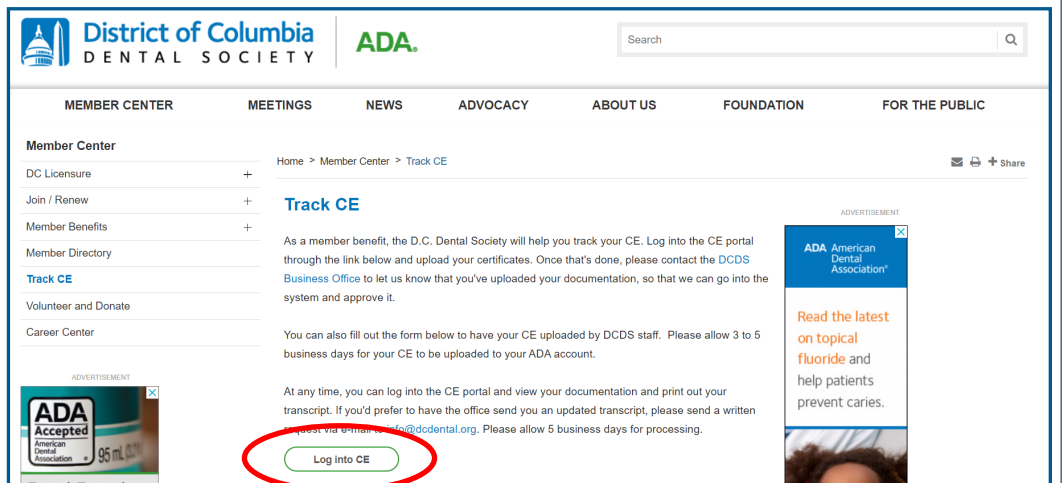 District of Columbia
DENTAL SOCIETY
ADA®
Search
MEMBER CENTER
MEETINGS
NEWS
ADVOCACY
ABOUT US
FOUNDATION
FOR THE PUBLIC
Member Center
DC Licensure +
Join / Renew +
Member Benefits +
Member Directory
Track CE
Volunteer and Donate
Career Center
ADVERTISEMENT
ADA
Accepted
American
Dental
Association ®
95 mL
Home > Member Center > Track CE
+ Share
Track CE
As a member benefit, the D.C. Dental Society will help you track your CE. Log into the CE portal
through the link below and upload your certificates. Once that's done, please contact the DCDS
Business Office to let us know that you've uploaded your documentation, so that we can go into the
system and approve it.
You can also fill out the form below to have your CE uploaded by DCDS staff. Please allow 3 to 5
business days for your CE to be uploaded to your ADA account.
At any time, you can log into the CE portal and view your documentation and print out your
transcript. If you'd prefer to have the office send you an updated transcript, please send a written
request via e-mail to info@dcdental.org. Please allow 5 business days for processing.
Log into CE
ADVERTISEMENT
ADA American
Dental
Association®
Read the latest
on topical
fluoride and
help patients
prevent caries.